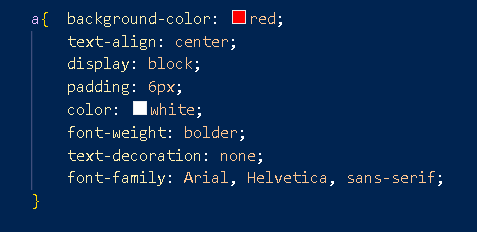 a{  background-color: red;
text-align: center;
display: block;
padding: 6px;
color: white;
font-weight: bolder;
text-decoration: none;
font-family: Arial, Helvetica, sans-serif;
}